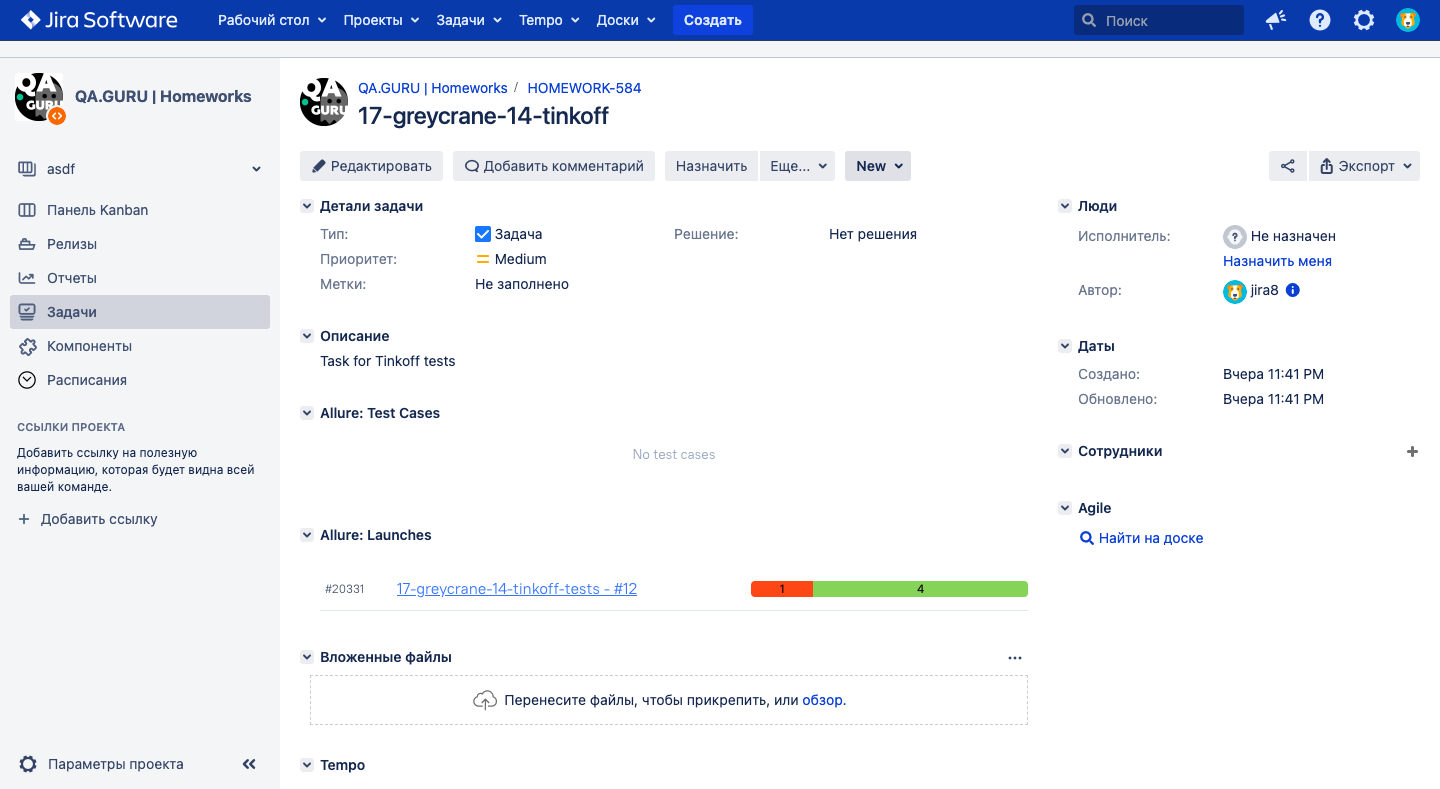 Jira Software
Рабочий стол
Проекты
Задачи
Tempo
Доски
Создать
Поиск
QA.GURU | Homeworks
asdf
Панель Kanban
Релизы
Отчеты
Задачи
Компоненты
Расписания
ССЫЛКИ ПРОЕКТА
Добавить ссылку на полезную
информацию, которая будет видна всей
вашей команде.
Добавить ссылку
Параметры проекта
QA
GURU
QA.GURU | Homeworks / HOMEWORK-584
17-greycrane-14-tinkoff
Редактировать
Добавить комментарий
Назначить
Еще...
New
Экспорт
Детали задачи
Тип: Задача
Решение: Нет решения
Приоритет: Medium
Метки: Не заполнено
Описание
Task for Tinkoff tests
Allure: Test Cases
No test cases
Allure: Launches
#20331 17-greycrane-14-tinkoff-tests - #12 1 4
Вложенные файлы
Перенесите файлы, чтобы прикрепить, или обзор.
Tempo
Люди
Исполнитель: Не назначен
Назначить меня
Автор: jira8
Даты
Создано: Вчера 11:41 PM
Обновлено: Вчера 11:41 PM
Сотрудники
Agile
Найти на доске